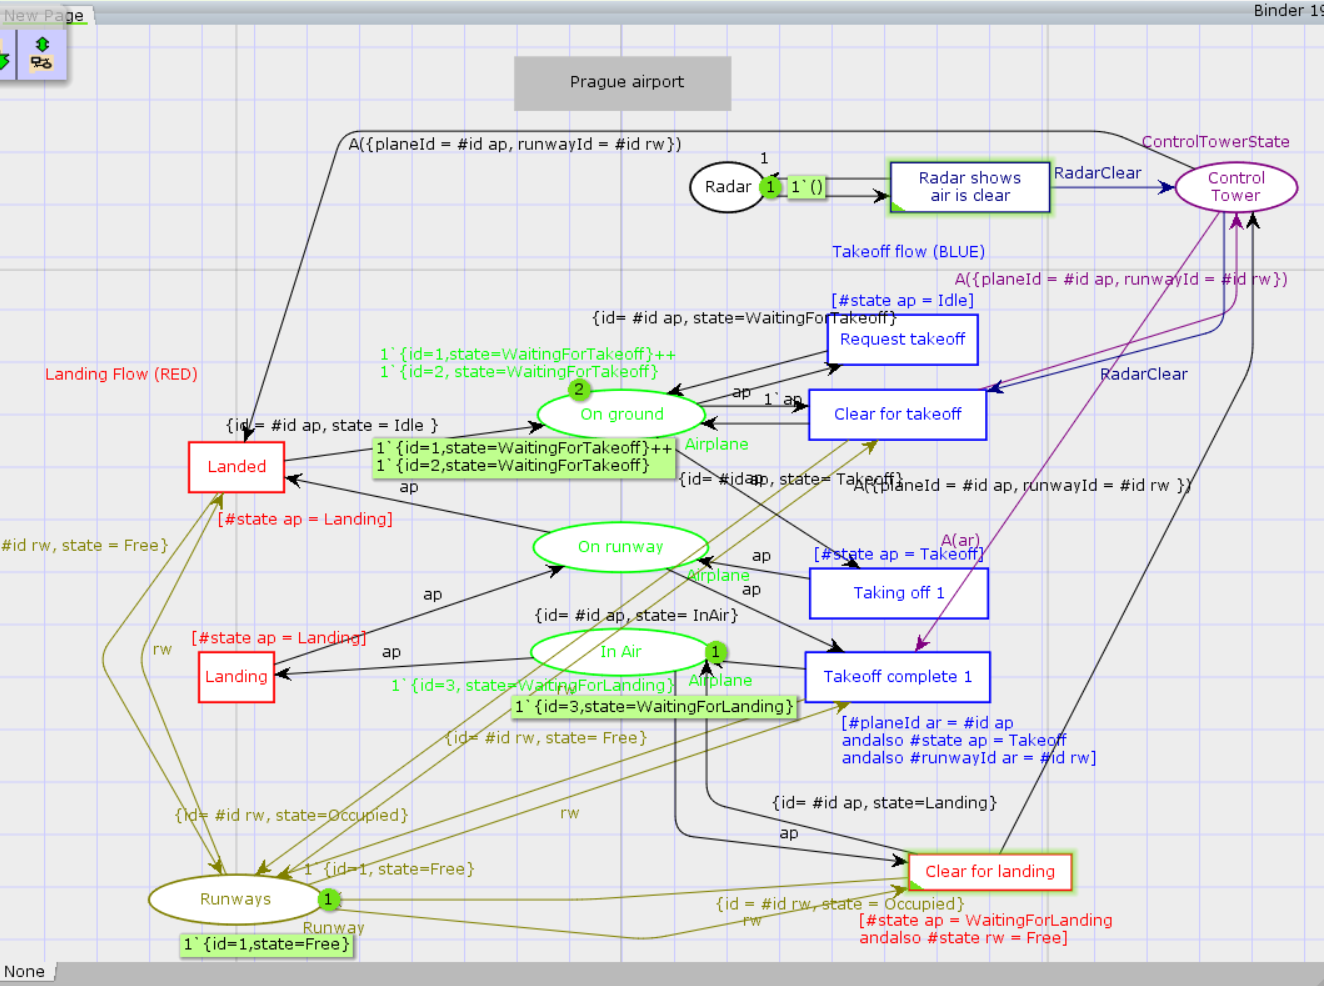 New Page
Binder 19
Prague airport
A({planeId = #id ap, runwayId = #id rw})
ControlTowerState
1
Radar
1
1`()
Radar shows
air is clear
RadarClear
Control
Tower
Takeoff flow (BLUE)
A({planeId = #id ap, runwayId = #id rw})
[#state ap = Idle]
{id= #id ap, state=WaitingForTakeoff}
Request takeoff
1`{id=1,state=WaitingForTakeoff}++
1`{id=2, state=WaitingForTakeoff}
Landing Flow (RED)
RadarClear
2
ap
1`ap
On ground
Clear for takeoff
{id = #id ap, state = Idle }
Airplane
1`{id=1,state=WaitingForTakeoff}++
1`{id=2,state=WaitingForTakeoff}
Landed
{id= #id ap, state= Takeoff}
ap
A({planeId = #id ap, runwayId = #id rw })
ap
[#state ap = Landing]
#id rw, state = Free}
On runway
A(ar)
[#state ap = Takeoff]
ap
Airplane
ap
Taking off 1
ap
{id= #id ap, state= InAir}
[#state ap = Landing]
rw
ap
In Air
1
Landing
Airplane
Takeoff complete 1
1`{id=3, state=WaitingForLanding}
rw
1`{id=3,state=WaitingForLanding}
[#planeId ar = #id ap
andalso #state ap = Takeoff
andalso #runwayId ar = #id rw]
{id= #id rw, state= Free}
{id= #id ap, state=Landing}
{id= #id rw, state=Occupied}
rw
ap
1`{id=1, state=Free}
Clear for landing
Runways
1
{id = #id rw, state = Occupied}
rw
[#state ap = WaitingForLanding
andalso #state rw = Free]
Runway
1`{id=1,state=Free}
None